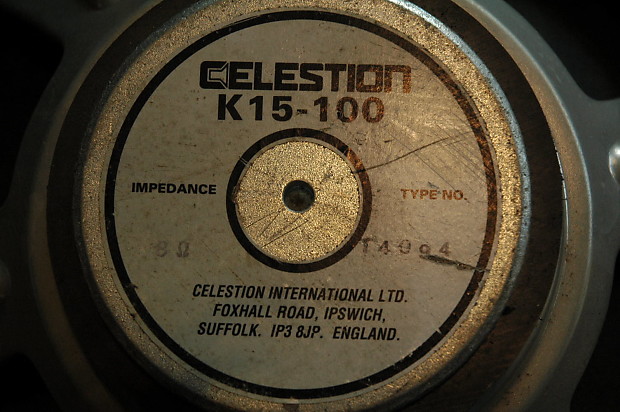 CELESTION
K15-100
IMPEDANCE TYPE NO.
8Ω T4094
CELESTION INTERNATIONAL LTD.
FOXHALL ROAD, IPSWICH,
SUFFOLK. IP3 8JP. ENGLAND.